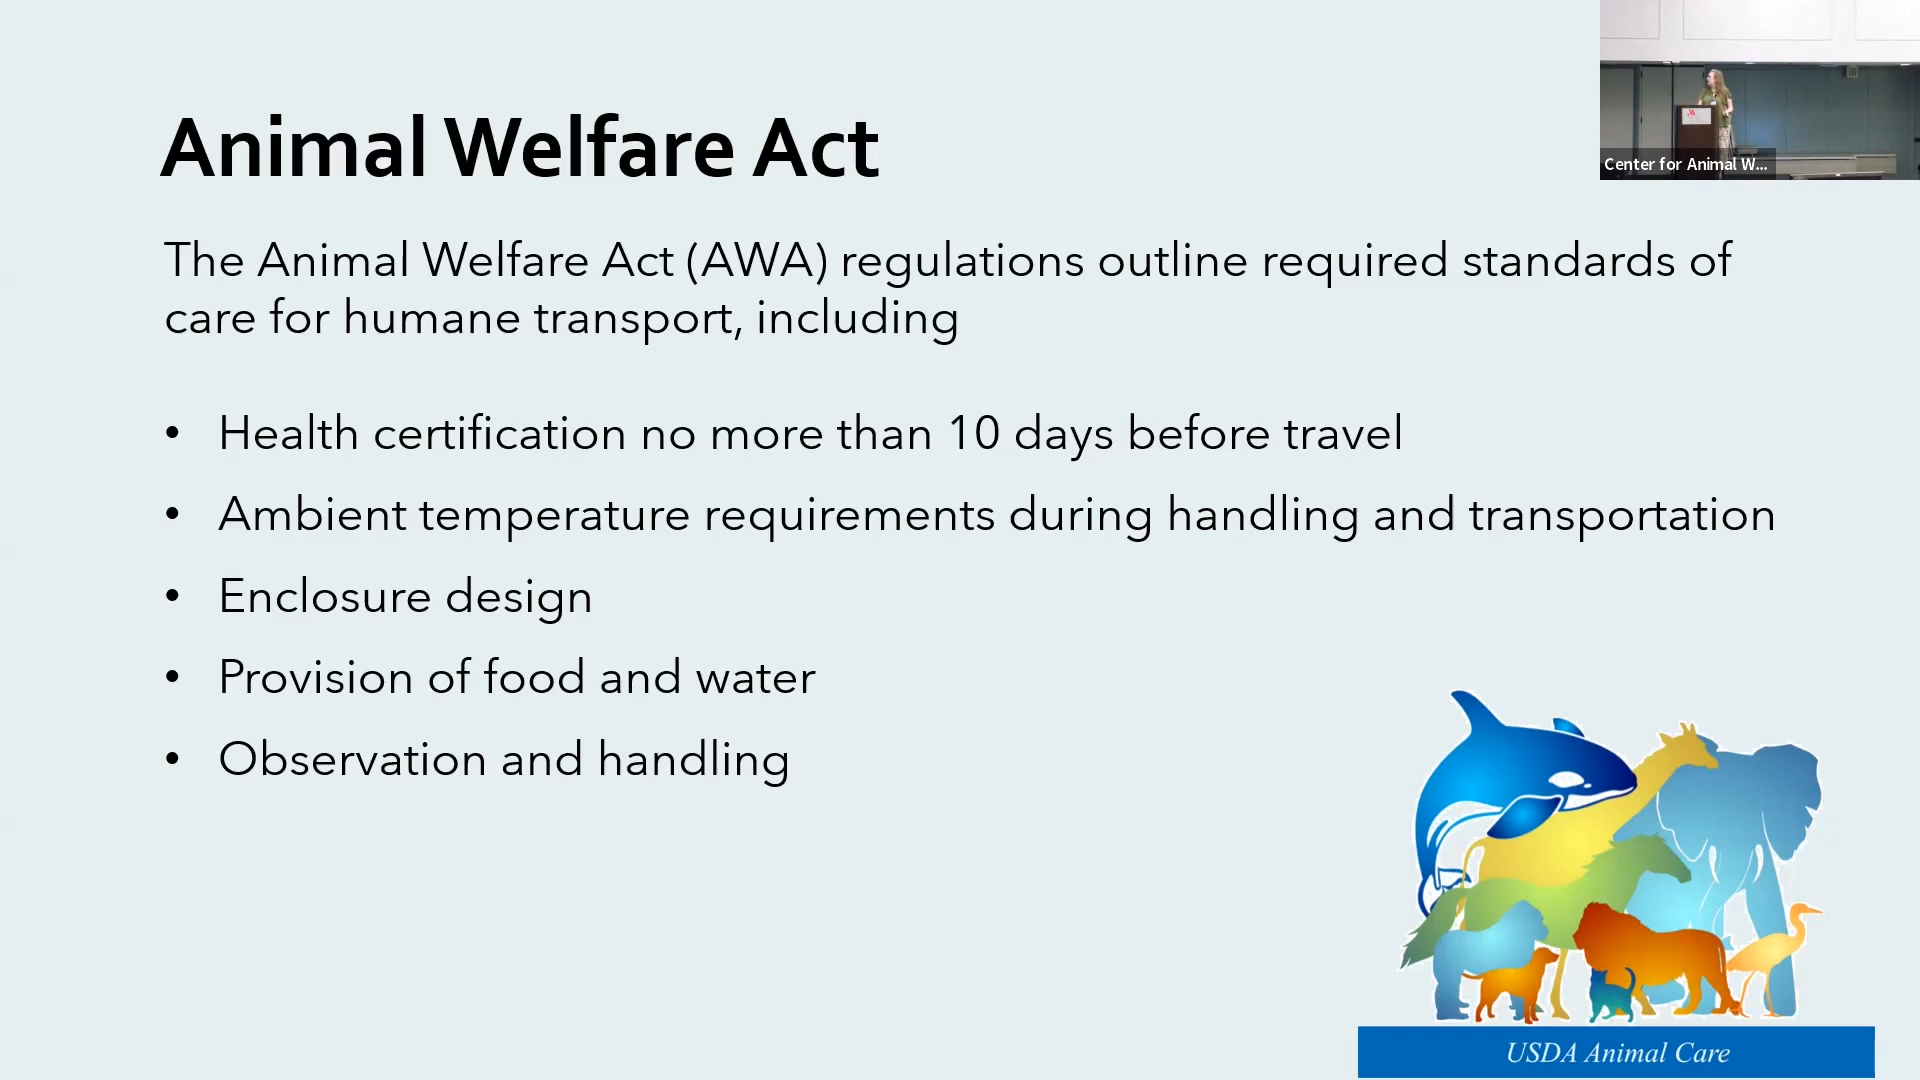 Animal Welfare Act
The Animal Welfare Act (AWA) regulations outline required standards of
care for humane transport, including
• Health certification no more than 10 days before travel
• Ambient temperature requirements during handling and transportation
• Enclosure design
• Provision of food and water
• Observation and handling
Center for Animal W...
USDA Animal Care